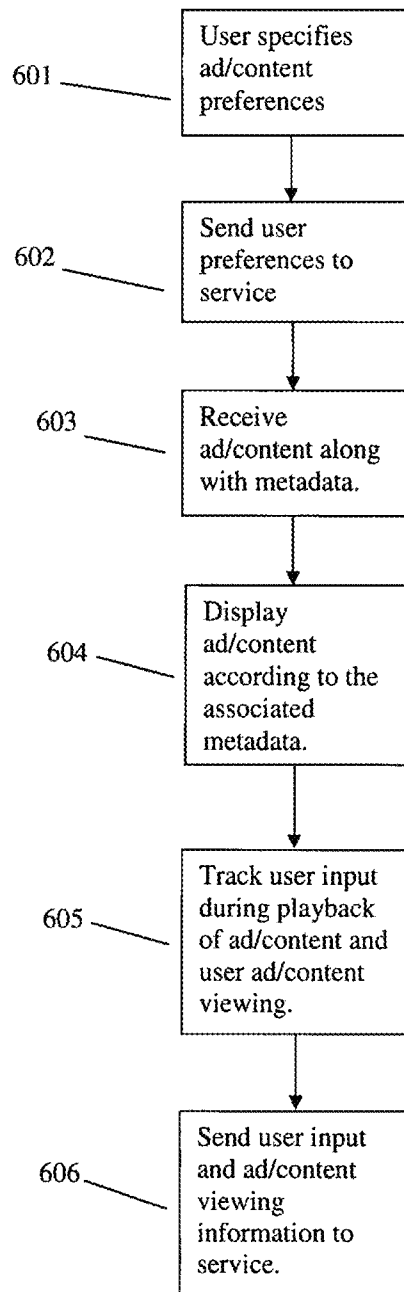 601
User specifies
ad/content
preferences
602
Send user
preferences to
service
603
Receive
ad/content along
with metadata.
604
Display
ad/content
according to the
associated
metadata.
605
Track user input
during playback
of ad/content and
user ad/content
viewing.
606
Send user input
and ad/content
viewing
information to
service.